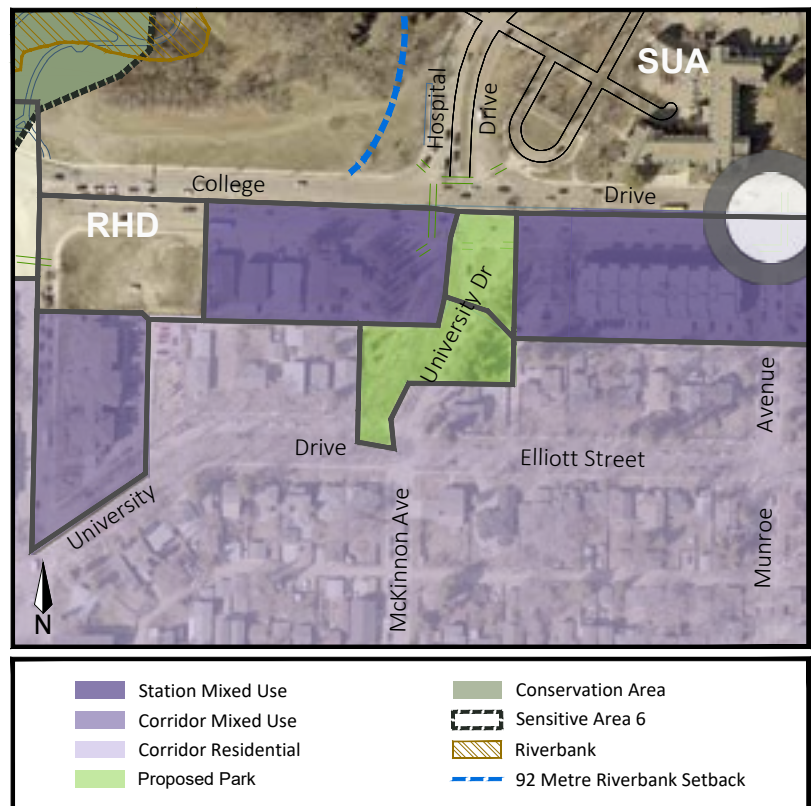 SUA
Hospital
Drive
College
Drive
RHD
University Dr
Avenue
Drive
Elliott Street
University
McKinnon Ave
Munroe
N
Station Mixed Use
Corridor Mixed Use
Corridor Residential
Proposed Park
Conservation Area
Sensitive Area 6
Riverbank
92 Metre Riverbank Setback